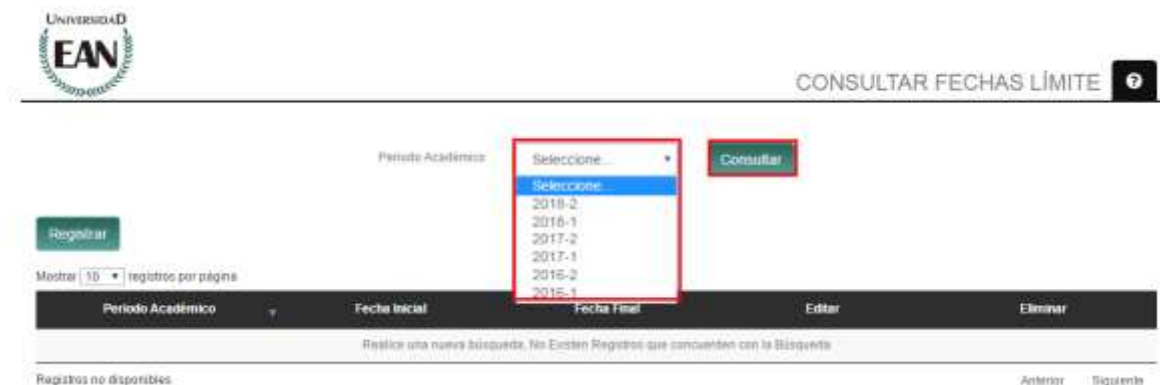 UNIVERSIDAD
EAN
CONSULTAR FECHAS LÍMITE ?
Periodo Académico Seleccione... Consultar
Seleccione...
2018-2
2018-1
2017-2
2017-1
2016-2
2016-1
Registrar
Mostrar 10 registros por página
Periodo Académico Fecha Inicial Fecha Final Editar Eliminar
Realice una nueva búsqueda, No Existen Registros que concuerden con la Búsqueda
Registros no disponibles Anterior Siguiente